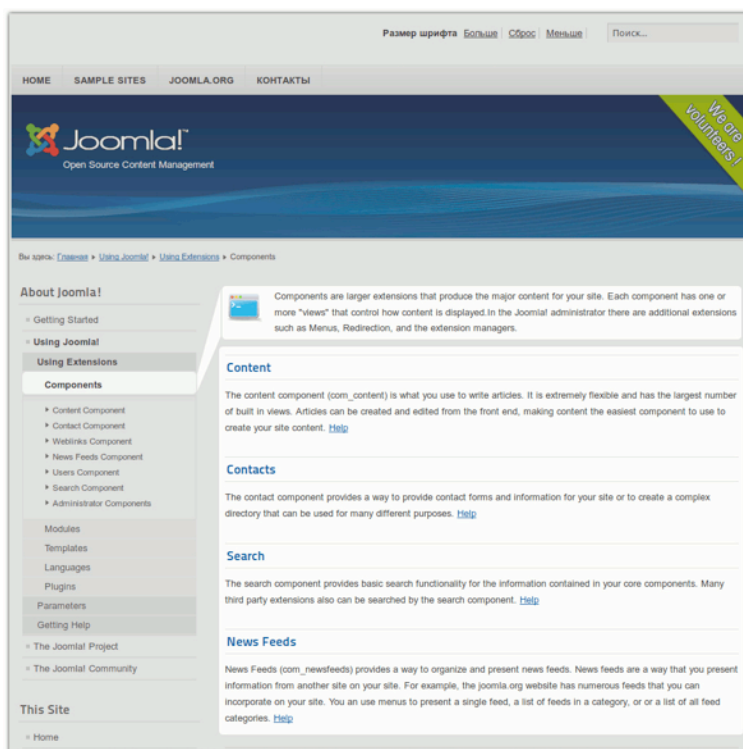 Размер шрифта Больше Сброс Меньше Поиск...
HOME SAMPLE SITES JOOMLA.ORG КОНТАКТЫ
We are
volunteers!
Joomla!™
Open Source Content Management
Вы здесь: Главная ▸ Using Joomla! ▸ Using Extensions ▸ Components
About Joomla!
Getting Started
Using Joomla!
Using Extensions
Components
Content Component
Contact Component
Weblinks Component
News Feeds Component
Users Component
Search Component
Administrator Components
Modules
Templates
Languages
Plugins
Parameters
Getting Help
The Joomla! Project
The Joomla! Community
This Site
Home
Components are larger extensions that produce the major content for your site. Each component has one or
more "views" that control how content is displayed.In the Joomla! administrator there are additional extensions
such as Menus, Redirection, and the extension managers.
Content
The content component (com_content) is what you use to write articles. It is extremely flexible and has the largest number
of built in views. Articles can be created and edited from the front end, making content the easiest component to use to
create your site content. Help
Contacts
The contact component provides a way to provide contact forms and information for your site or to create a complex
directory that can be used for many different purposes. Help
Search
The search component provides basic search functionality for the information contained in your core components. Many
third party extensions also can be searched by the search component. Help
News Feeds
News Feeds (com_newsfeeds) provides a way to organize and present news feeds. News feeds are a way that you present
information from another site on your site. For example, the joomla.org website has numerous feeds that you can
incorporate on your site. You an use menus to present a single feed, a list of feeds in a category, or or a list of all feed
categories. Help